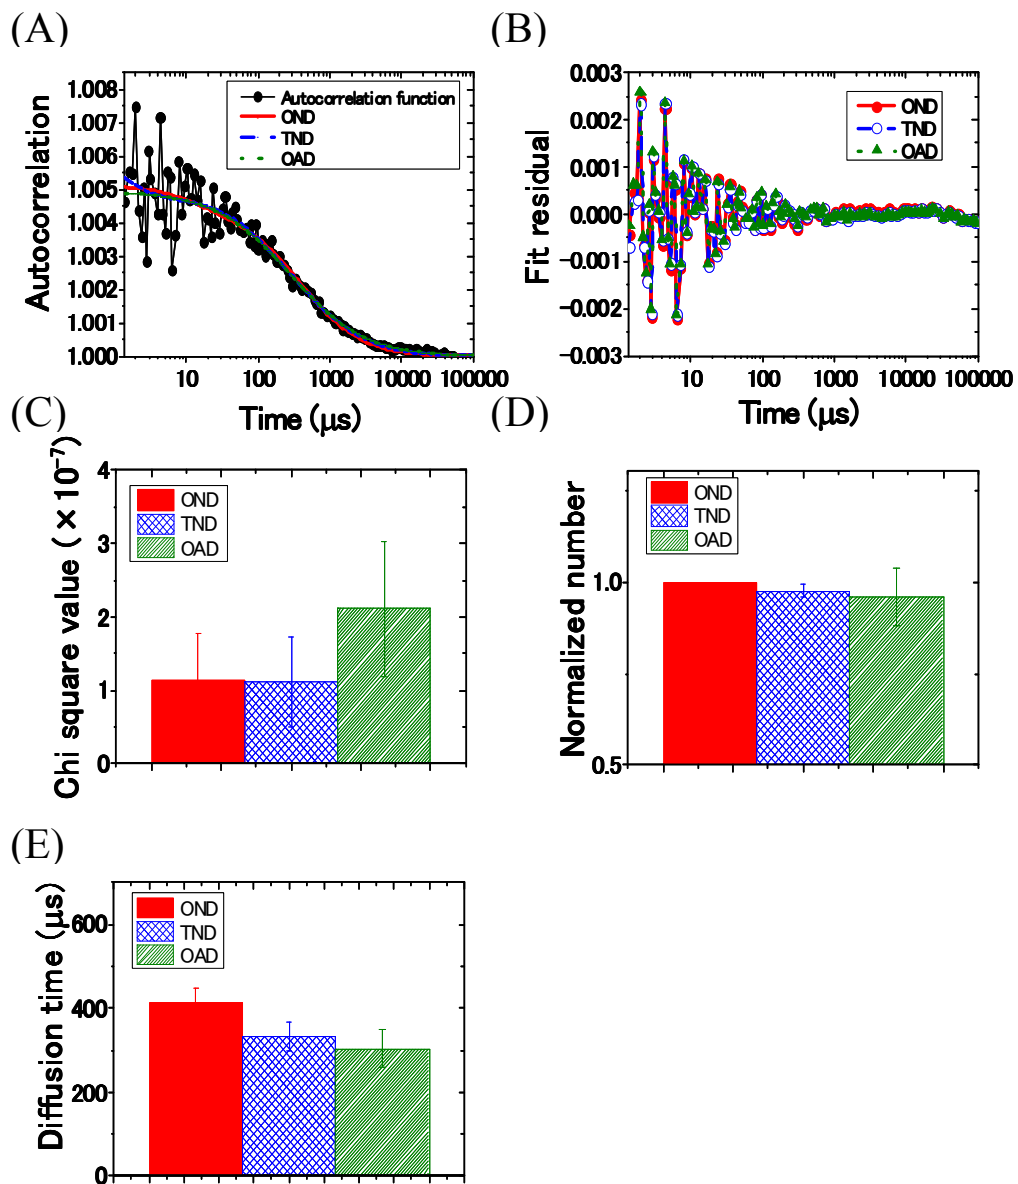 (A)
Autocorrelation
1.008
1.007
1.006
1.005
1.004
1.003
1.002
1.001
1.000
Autocorrelation function
OND
TND
OAD
10 100 1000 10000 100000
Time (μs)
(B)
Fit residual
0.003
0.002
0.001
0.000
−0.001
−0.002
−0.003
OND
TND
OAD
10 100 1000 10000 100000
Time (μs)
(C)
Chi square value (×10⁻⁷)
4
3
2
1
0
OND
TND
OAD
(D)
Normalized number
1.0
0.5
OND
TND
OAD
(E)
Diffusion time (μs)
600
400
200
0
OND
TND
OAD